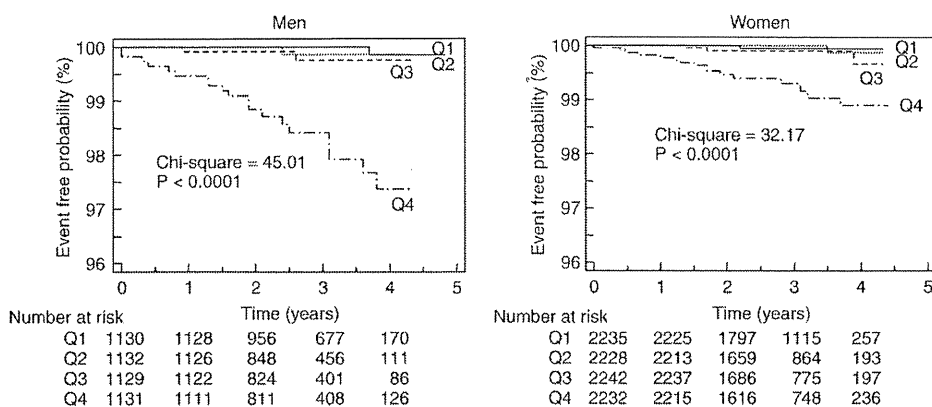 Men
Event free probability (%)
100
99
98
97
96
Q1
Q2
Q3
Q4
Chi-square = 45.01
P < 0.0001
0 1 2 3 4 5
Time (years)
Number at risk
Q1 1130 1128 956 677 170
Q2 1132 1126 848 456 111
Q3 1129 1122 824 401 86
Q4 1131 1111 811 408 126
Women
Event free probability (%)
100
99
98
97
96
Q1
Q2
Q3
Q4
Chi-square = 32.17
P < 0.0001
0 1 2 3 4 5
Time (years)
Number at risk
Q1 2235 2225 1797 1115 257
Q2 2228 2213 1659 864 193
Q3 2242 2237 1686 775 197
Q4 2232 2215 1616 748 236